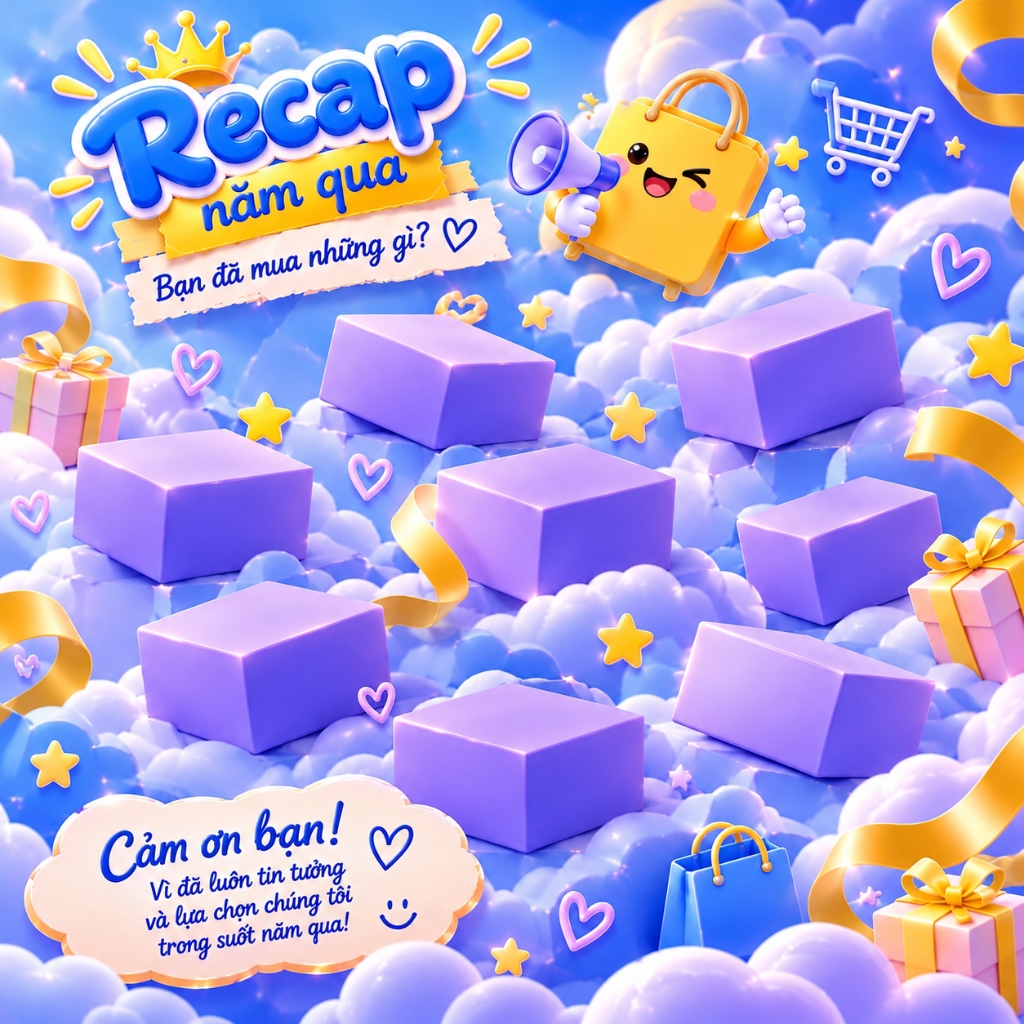 Recap
năm qua
Bạn đã mua những gì?
Cảm ơn bạn!
Vì đã luôn tin tưởng
và lựa chọn chúng tôi
trong suốt năm qua!